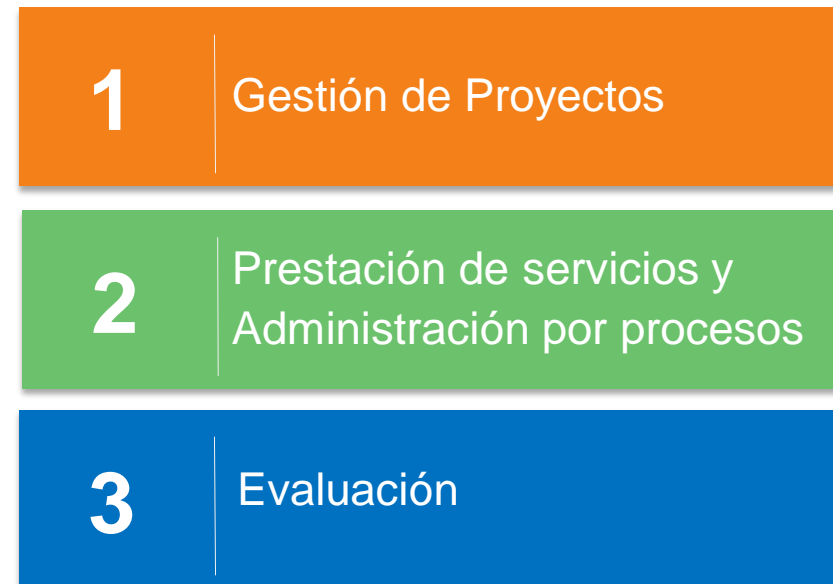 1
Gestión de Proyectos
2
Prestación de servicios y
Administración por procesos
3
Evaluación